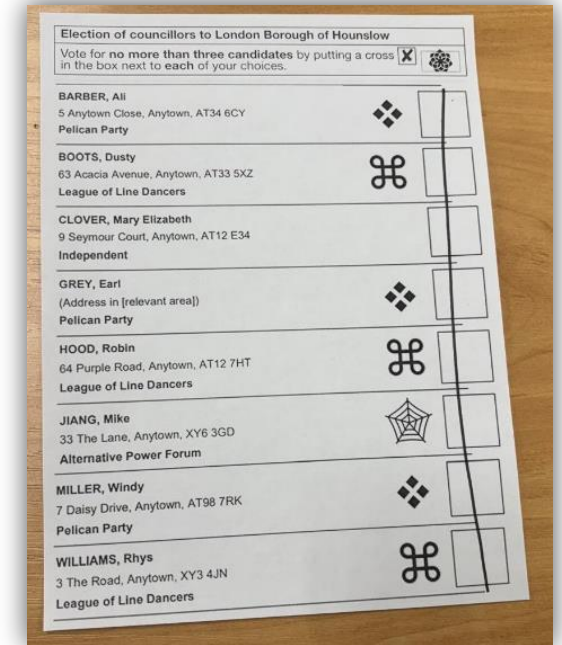 Election of councillors to London Borough of Hounslow
Vote for no more than three candidates by putting a cross
in the box next to each of your choices.
BARBER, Ali
5 Anytown Close, Anytown, AT34 6CY
Pelican Party
BOOTS, Dusty
63 Acacia Avenue, Anytown, AT33 5XZ
League of Line Dancers
CLOVER, Mary Elizabeth
9 Seymour Court, Anytown, AT12 E34
Independent
GREY, Earl
(Address in [relevant area])
Pelican Party
HOOD, Robin
64 Purple Road, Anytown, AT12 7HT
League of Line Dancers
JIANG, Mike
33 The Lane, Anytown, XY6 3GD
Alternative Power Forum
MILLER, Windy
7 Daisy Drive, Anytown, AT98 7RK
Pelican Party
WILLIAMS, Rhys
3 The Road, Anytown, XY3 4JN
League of Line Dancers